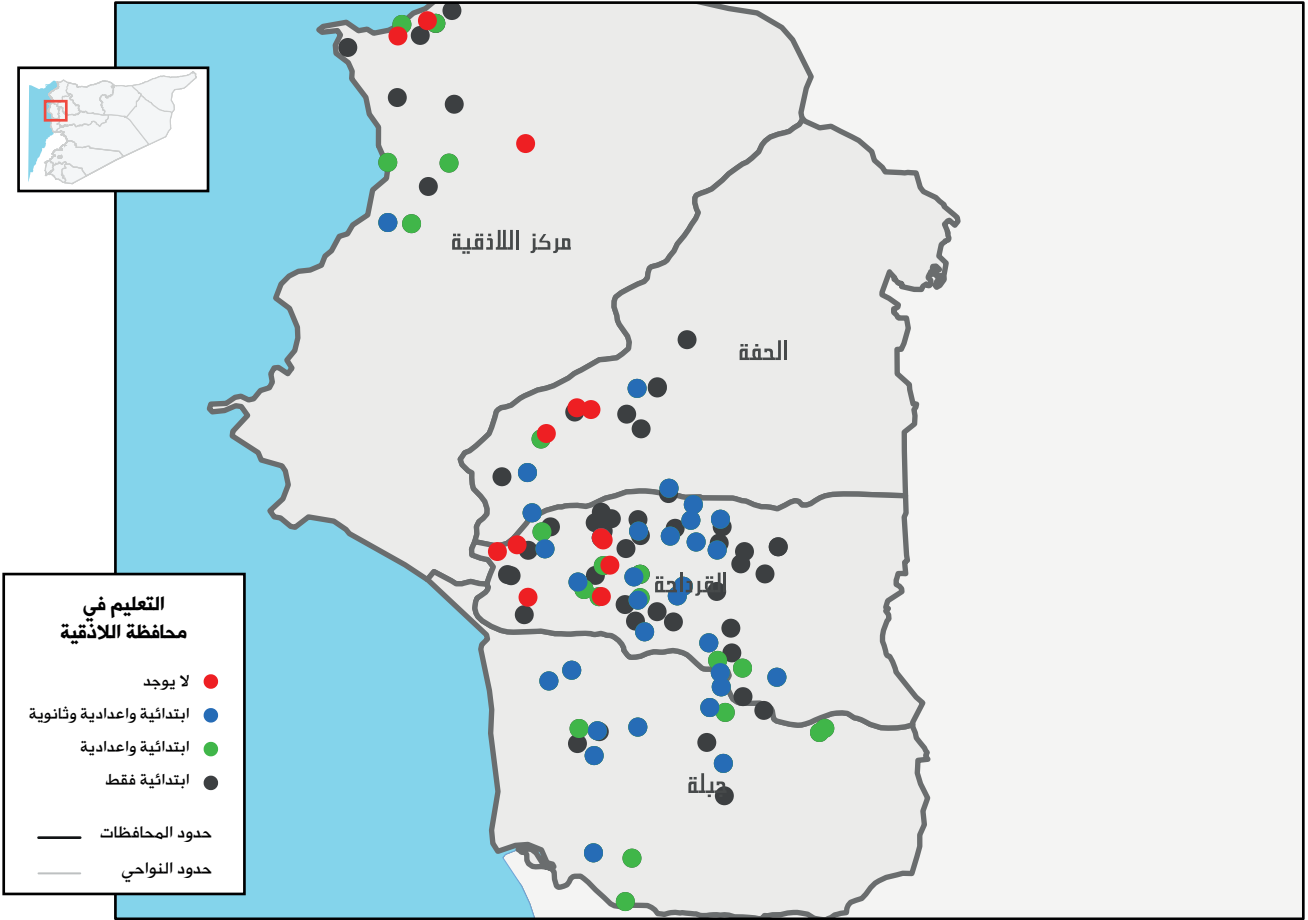 مركز اللاذقية
الحفة
القرداحة
جبلة
التعليم في
محافظة اللاذقية
لا يوجد
ابتدائية واعدادية وثانوية
ابتدائية واعدادية
ابتدائية فقط
حدود المحافظات
حدود النواحي